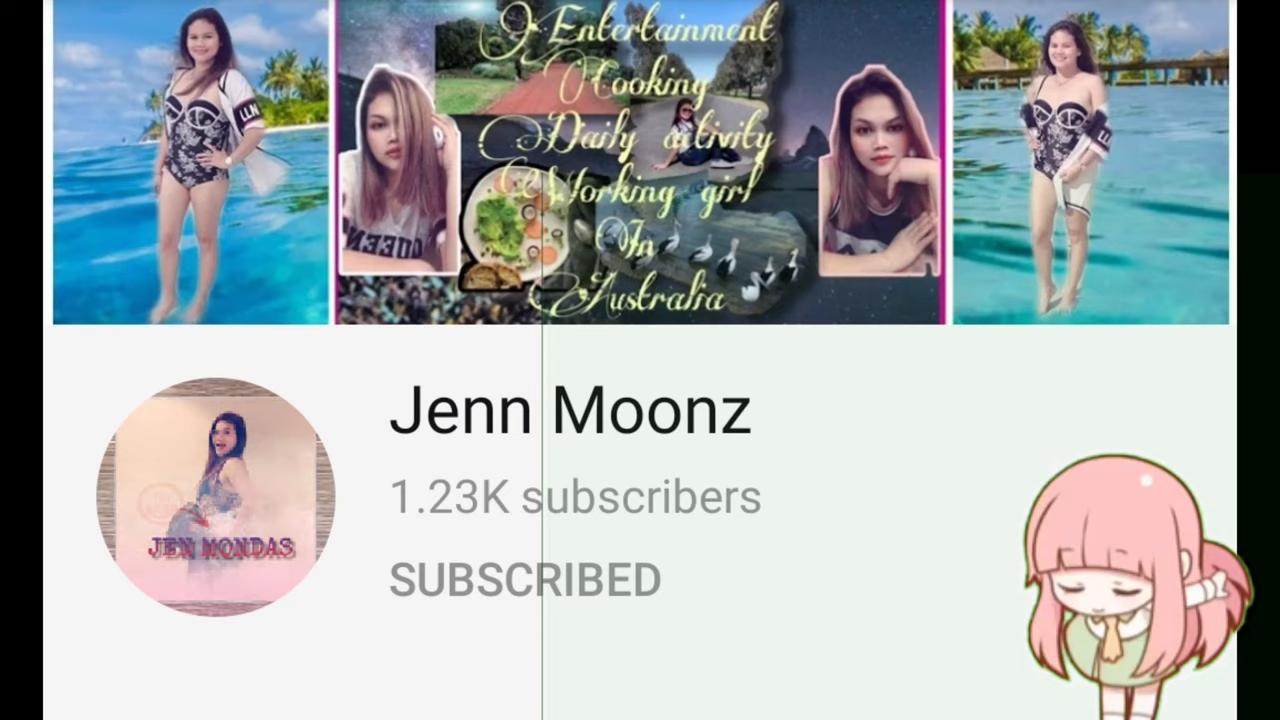 Entertainment
Cooking
Daily activity
Working girl
In
Australia
QUEEN
Jenn Moonz
1.23K subscribers
SUBSCRIBED
JEN MONDAS